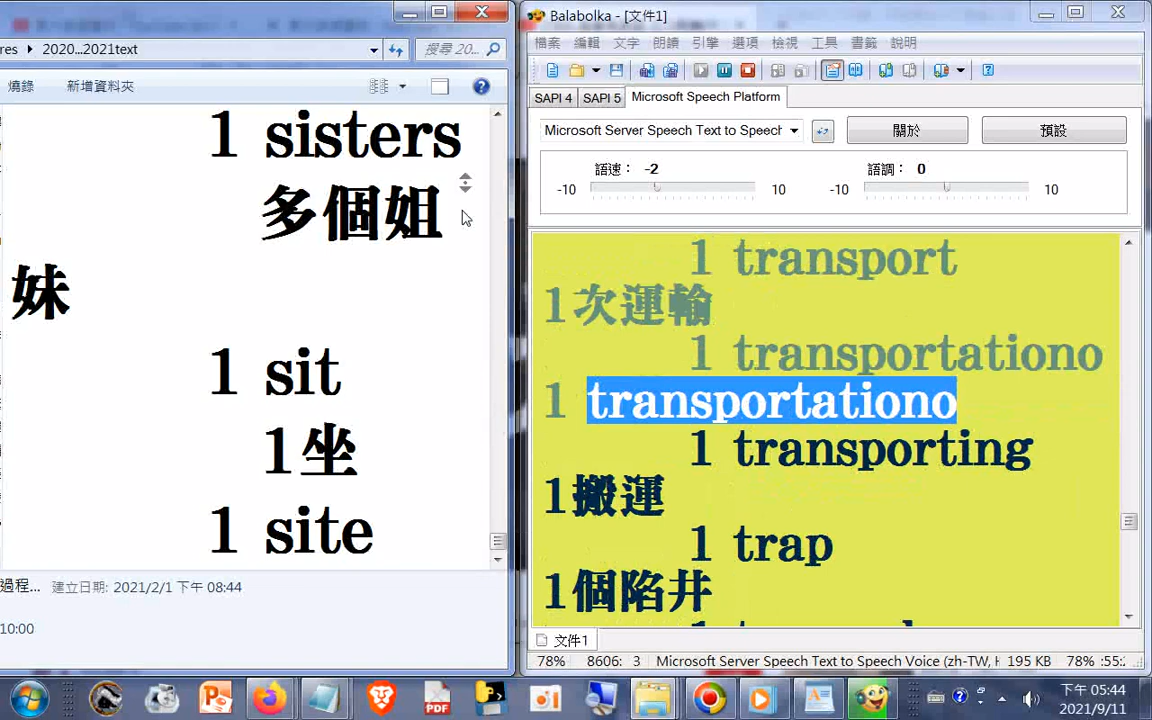 res ▸ 2020...2021text
搜尋 20...
燒錄 新增資料夾
1 sisters
多個姐
妹
1 sit
1坐
1 site
過程... 建立日期: 2021/2/1 下午 08:44
10:00
Balabolka - [文件1]
檔案 編輯 文字 朗讀 引擎 選項 檢視 工具 書籤 說明
SAPI 4 SAPI 5 Microsoft Speech Platform
Microsoft Server Speech Text to Speech 關於 預設
語速： -2 語調： 0
-10 10 -10 10
1 transport
1次運輸
1 transportationo
1 transportationo
1 transporting
1搬運
1 trap
1個陷井
文件1
78% 8606: 3 Microsoft Server Speech Text to Speech Voice (zh-TW, H 195 KB 78% :55:
PDF
下午 05:44
2021/9/11